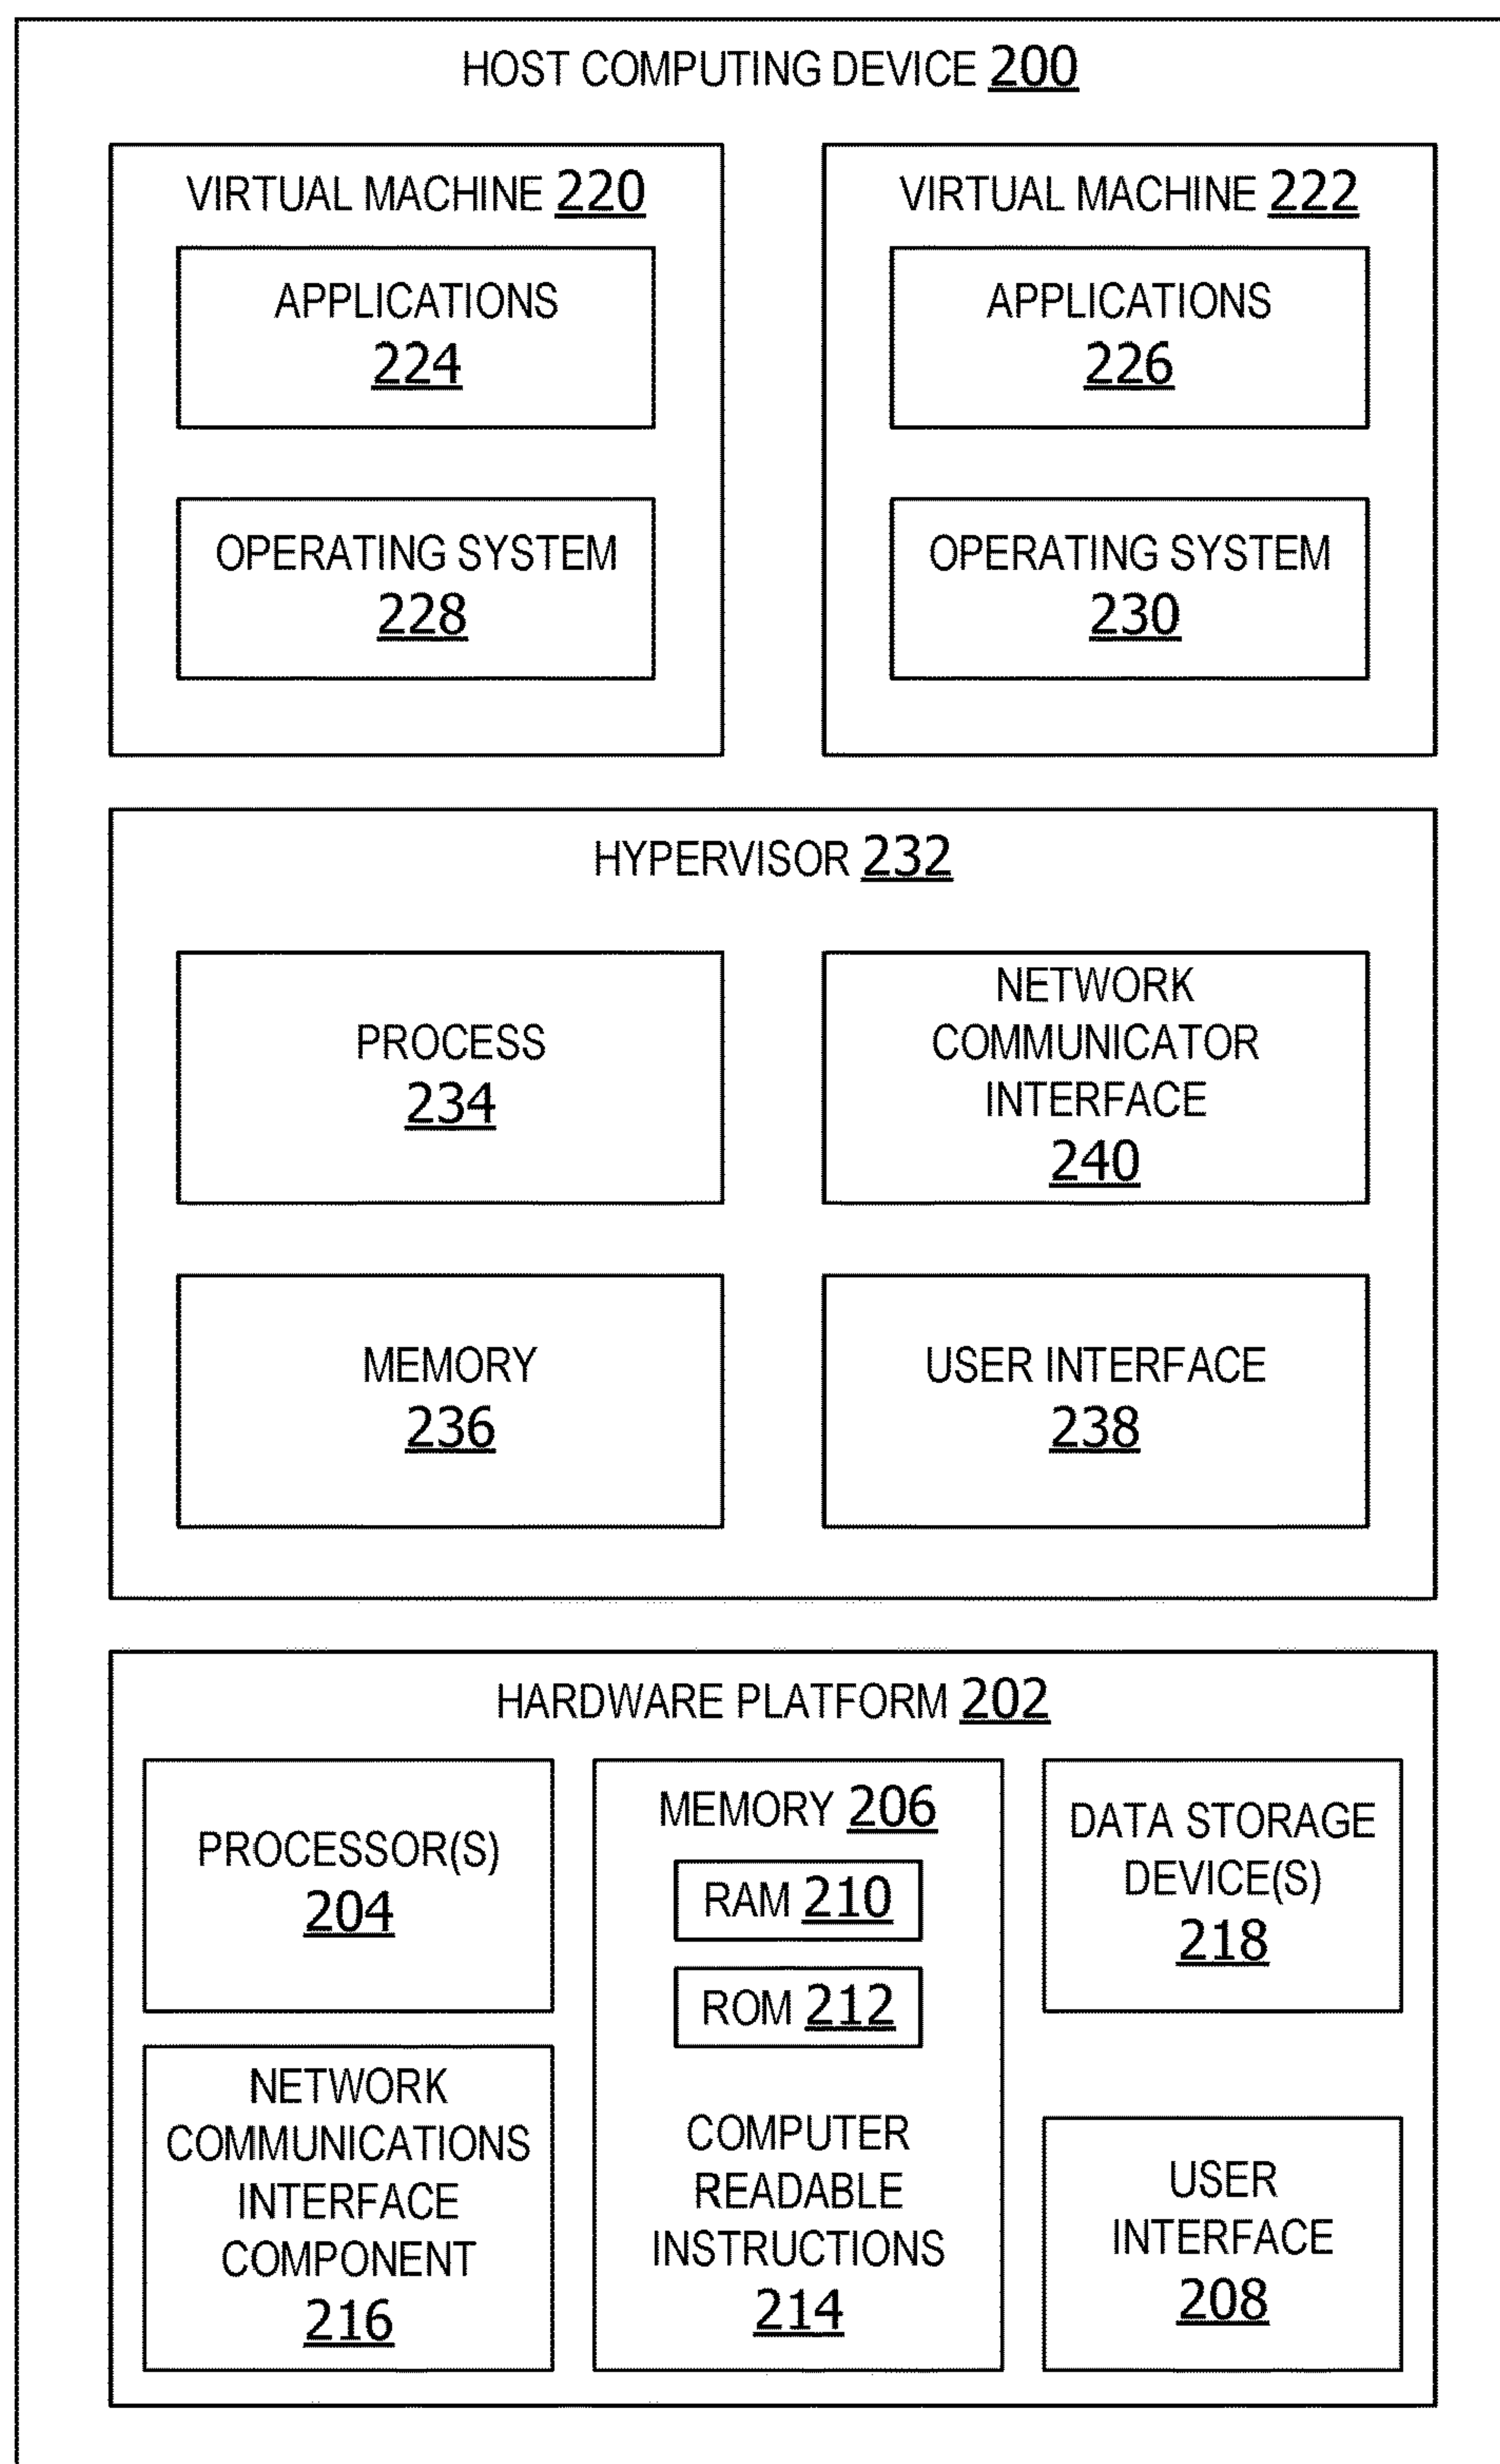 HOST COMPUTING DEVICE 200
VIRTUAL MACHINE 220
APPLICATIONS
224
OPERATING SYSTEM
228
VIRTUAL MACHINE 222
APPLICATIONS
226
OPERATING SYSTEM
230
HYPERVISOR 232
PROCESS
234
NETWORK
COMMUNICATOR
INTERFACE
240
MEMORY
236
USER INTERFACE
238
HARDWARE PLATFORM 202
PROCESSOR(S)
204
NETWORK
COMMUNICATIONS
INTERFACE
COMPONENT
216
MEMORY 206
RAM 210
ROM 212
COMPUTER
READABLE
INSTRUCTIONS
214
DATA STORAGE
DEVICE(S)
218
USER
INTERFACE
208